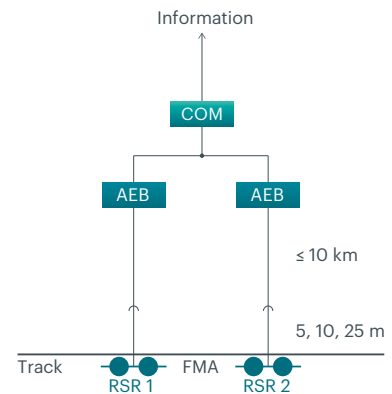 Information
COM
AEB AEB
≤ 10 km
5, 10, 25 m
Track FMA
RSR 1 RSR 2